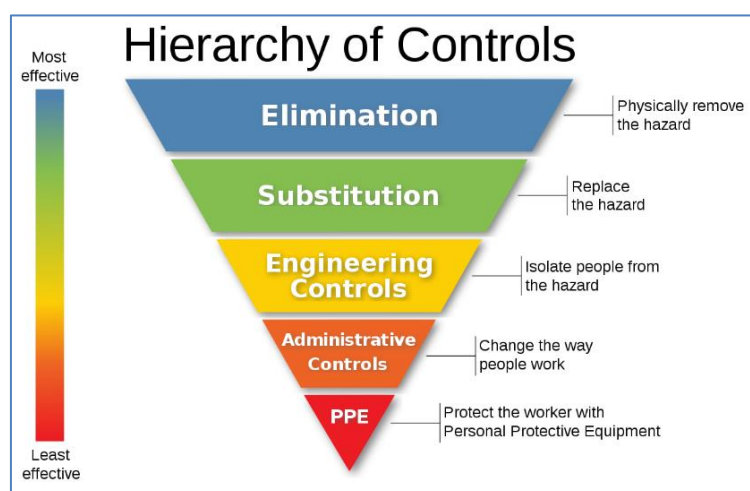 Hierarchy of Controls
Most
effective
Elimination
Physically remove
the hazard
Substitution
Replace
the hazard
Engineering
Controls
Isolate people from
the hazard
Administrative
Controls
Change the way
people work
PPE
Protect the worker with
Personal Protective Equipment
Least
effective